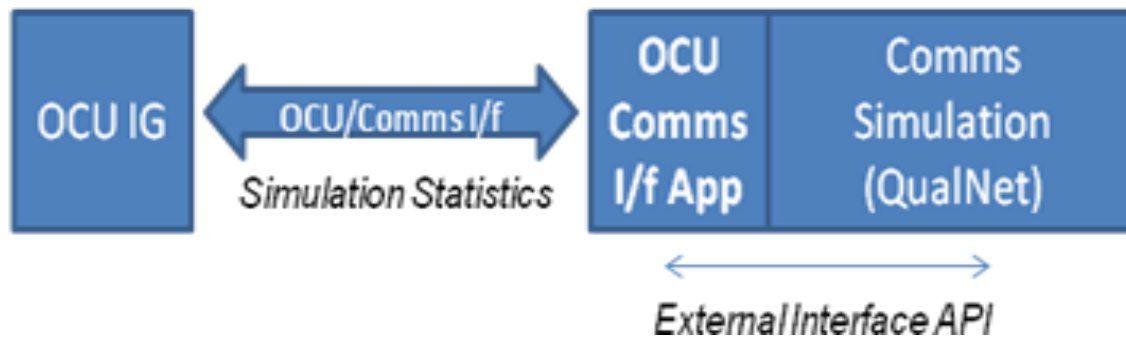 OCU IG
OCU/Comms I/f
Simulation Statistics
OCU
Comms
I/f App
Comms
Simulation
(QualNet)
External Interface API